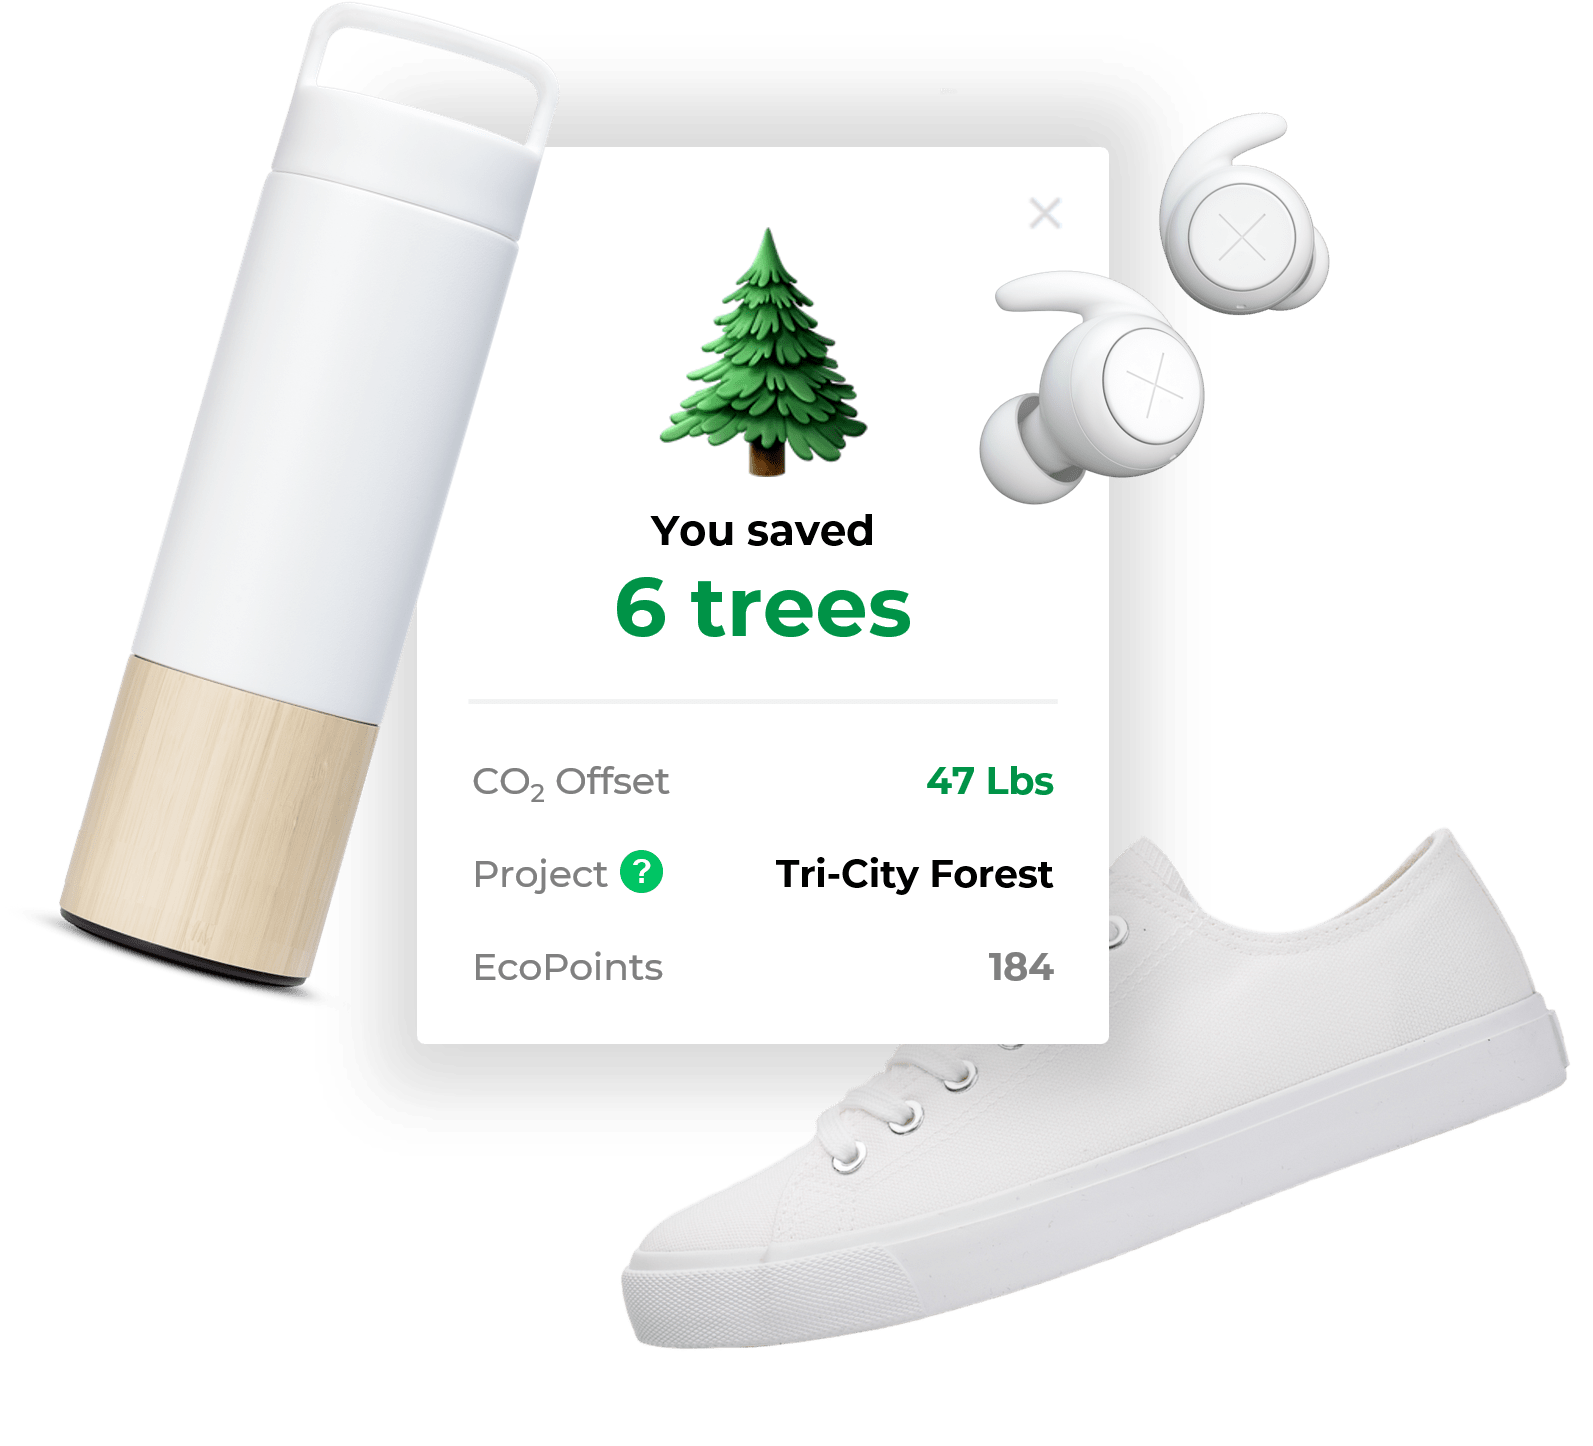 You saved
6 trees
CO₂ Offset 47 Lbs
Project ? Tri-City Forest
EcoPoints 184